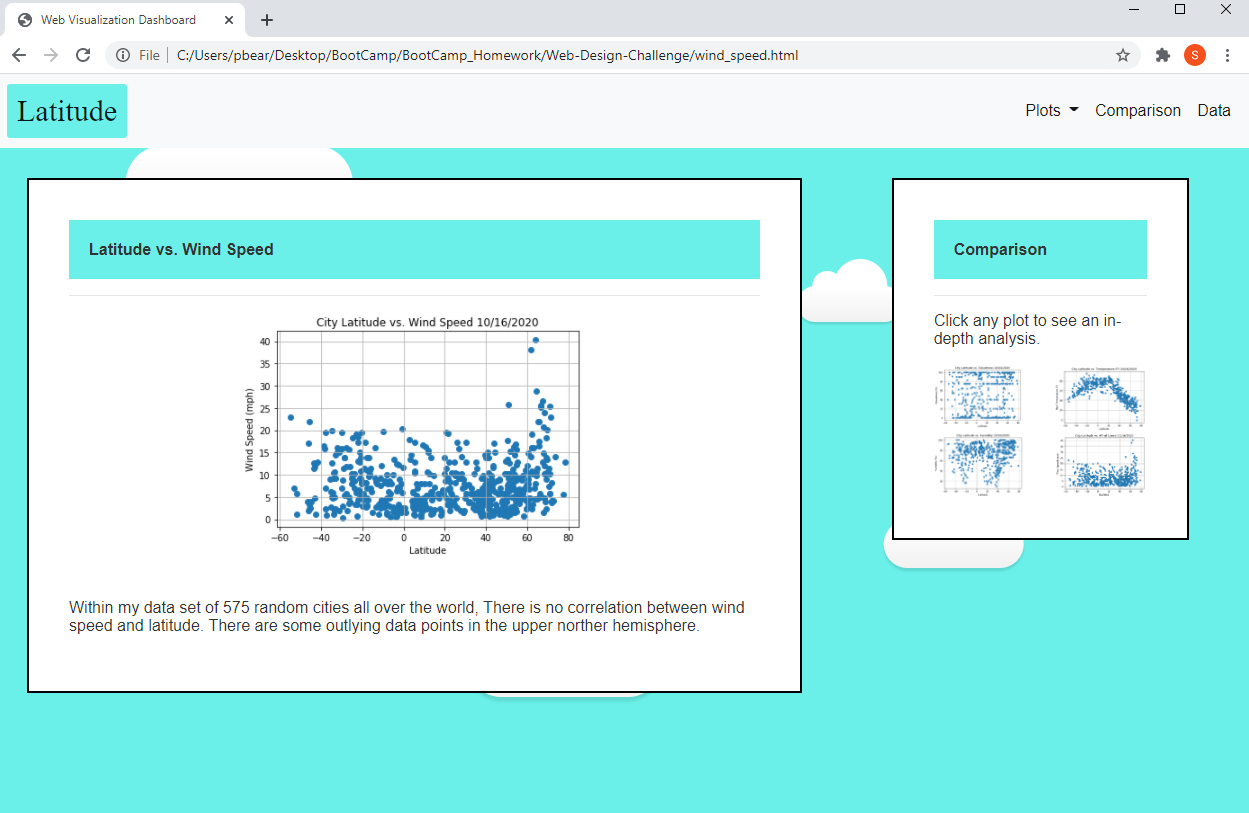 Web Visualization Dashboard
File
C:/Users/pbear/Desktop/BootCamp/BootCamp_Homework/Web-Design-Challenge/wind_speed.html
S
Latitude
Plots
Comparison
Data
Latitude vs. Wind Speed
City Latitude vs. Wind Speed 10/16/2020
Wind Speed (mph)
40
35
30
25
20
15
10
5
0
−60 −40 −20 0 20 40 60 80
Latitude
Within my data set of 575 random cities all over the world, There is no correlation between wind
speed and latitude. There are some outlying data points in the upper norther hemisphere.
Comparison
Click any plot to see an in-
depth analysis.